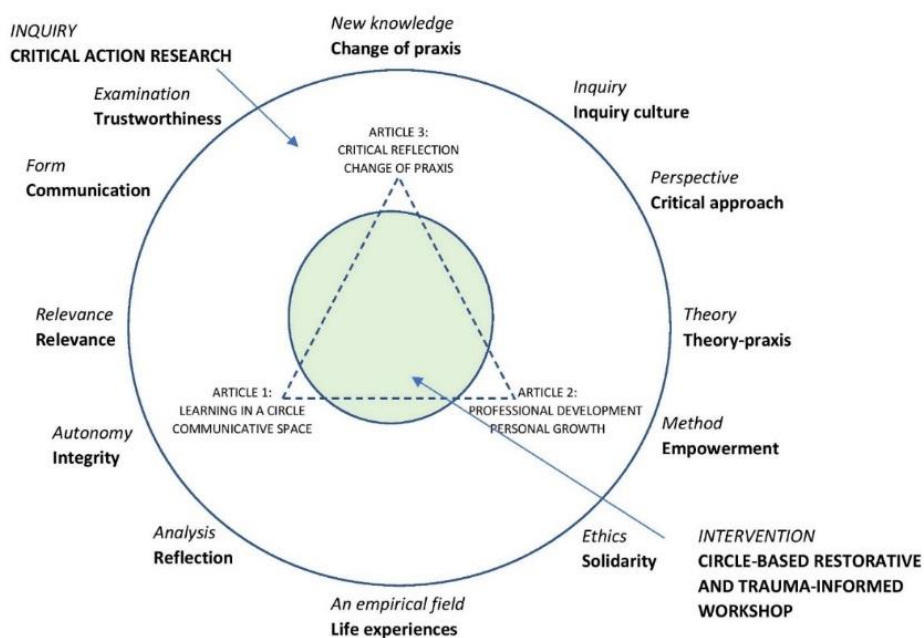 INQUIRY
CRITICAL ACTION RESEARCH
New knowledge
Change of praxis
Examination
Trustworthiness
Inquiry
Inquiry culture
ARTICLE 3:
CRITICAL REFLECTION
CHANGE OF PRAXIS
Form
Communication
Perspective
Critical approach
Relevance
Relevance
Theory
Theory-praxis
ARTICLE 1:
LEARNING IN A CIRCLE
COMMUNICATIVE SPACE
ARTICLE 2:
PROFESSIONAL DEVELOPMENT
PERSONAL GROWTH
Autonomy
Integrity
Method
Empowerment
Analysis
Reflection
Ethics
Solidarity
INTERVENTION
CIRCLE-BASED RESTORATIVE
AND TRAUMA-INFORMED
WORKSHOP
An empirical field
Life experiences